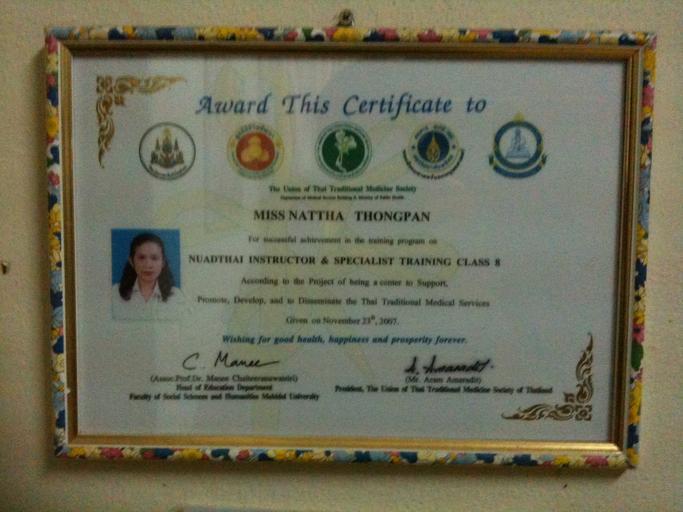 Award This Certificate to
The Union of Thai Traditional Medicine Society
MISS NATTHA THONGPAN
For successful achievement in the training program on
NUADTHAI INSTRUCTOR & SPECIALIST TRAINING CLASS 8
According to the Project of being a center to Support,
Promote, Develop, and to Disseminate the Thai Traditional Medical Services
Given on November 23th, 2007.
Wishing for good health, happiness and prosperity forever.
C. Manee
(Assoc.Prof.Dr. Manee
Head of Education Department
Faculty of Social Sciences and Humanities Mahidol University
(Mr. Aram Amaradit)
President, The Union of Thai Traditional Medicine Society of Thailand